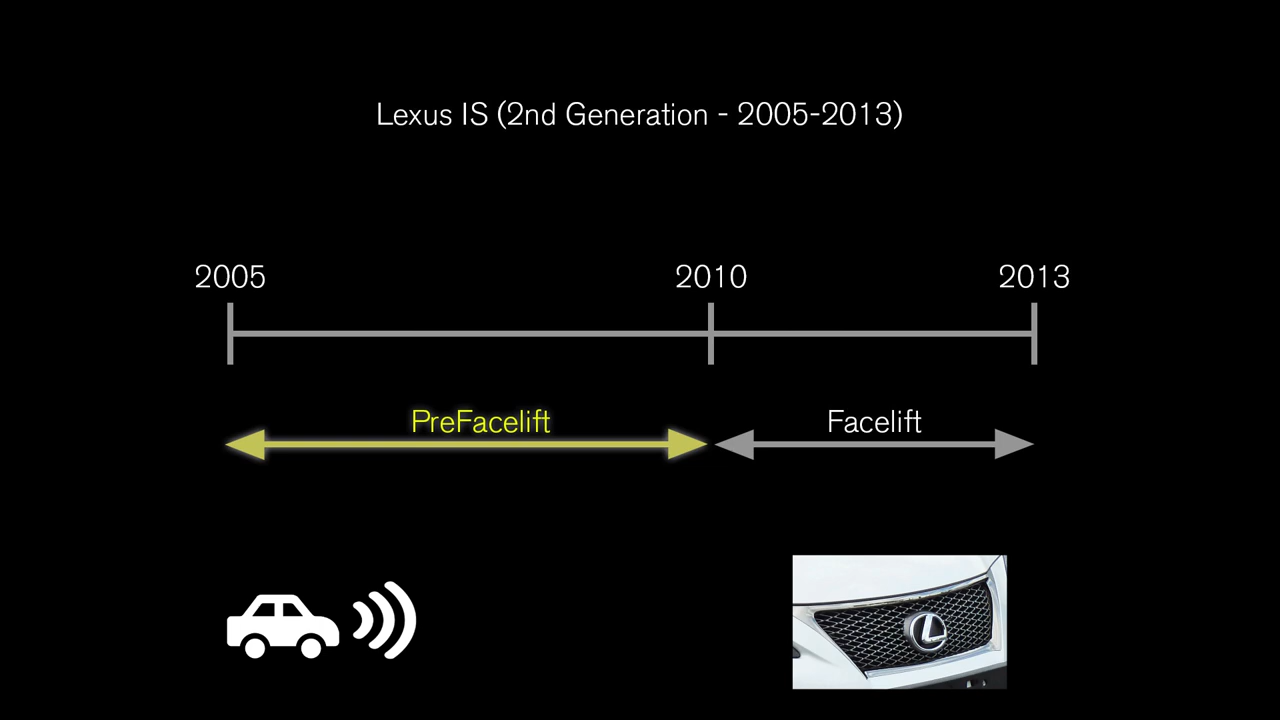 Lexus IS (2nd Generation - 2005-2013)
2005 2010 2013
PreFacelift Facelift